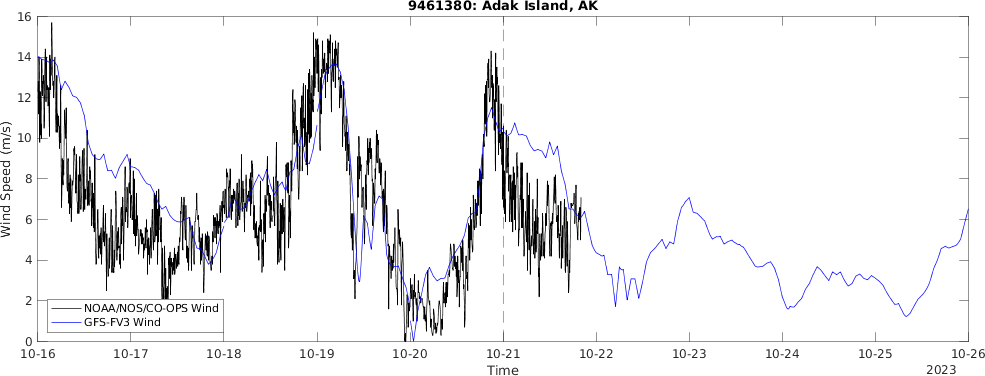 9461380: Adak Island, AK
Wind Speed (m/s)
16
14
12
10
8
6
4
2
0
NOAA/NOS/CO-OPS Wind
GFS-FV3 Wind
10-16 10-17 10-18 10-19 10-20 10-21 10-22 10-23 10-24 10-25 10-26
Time
2023